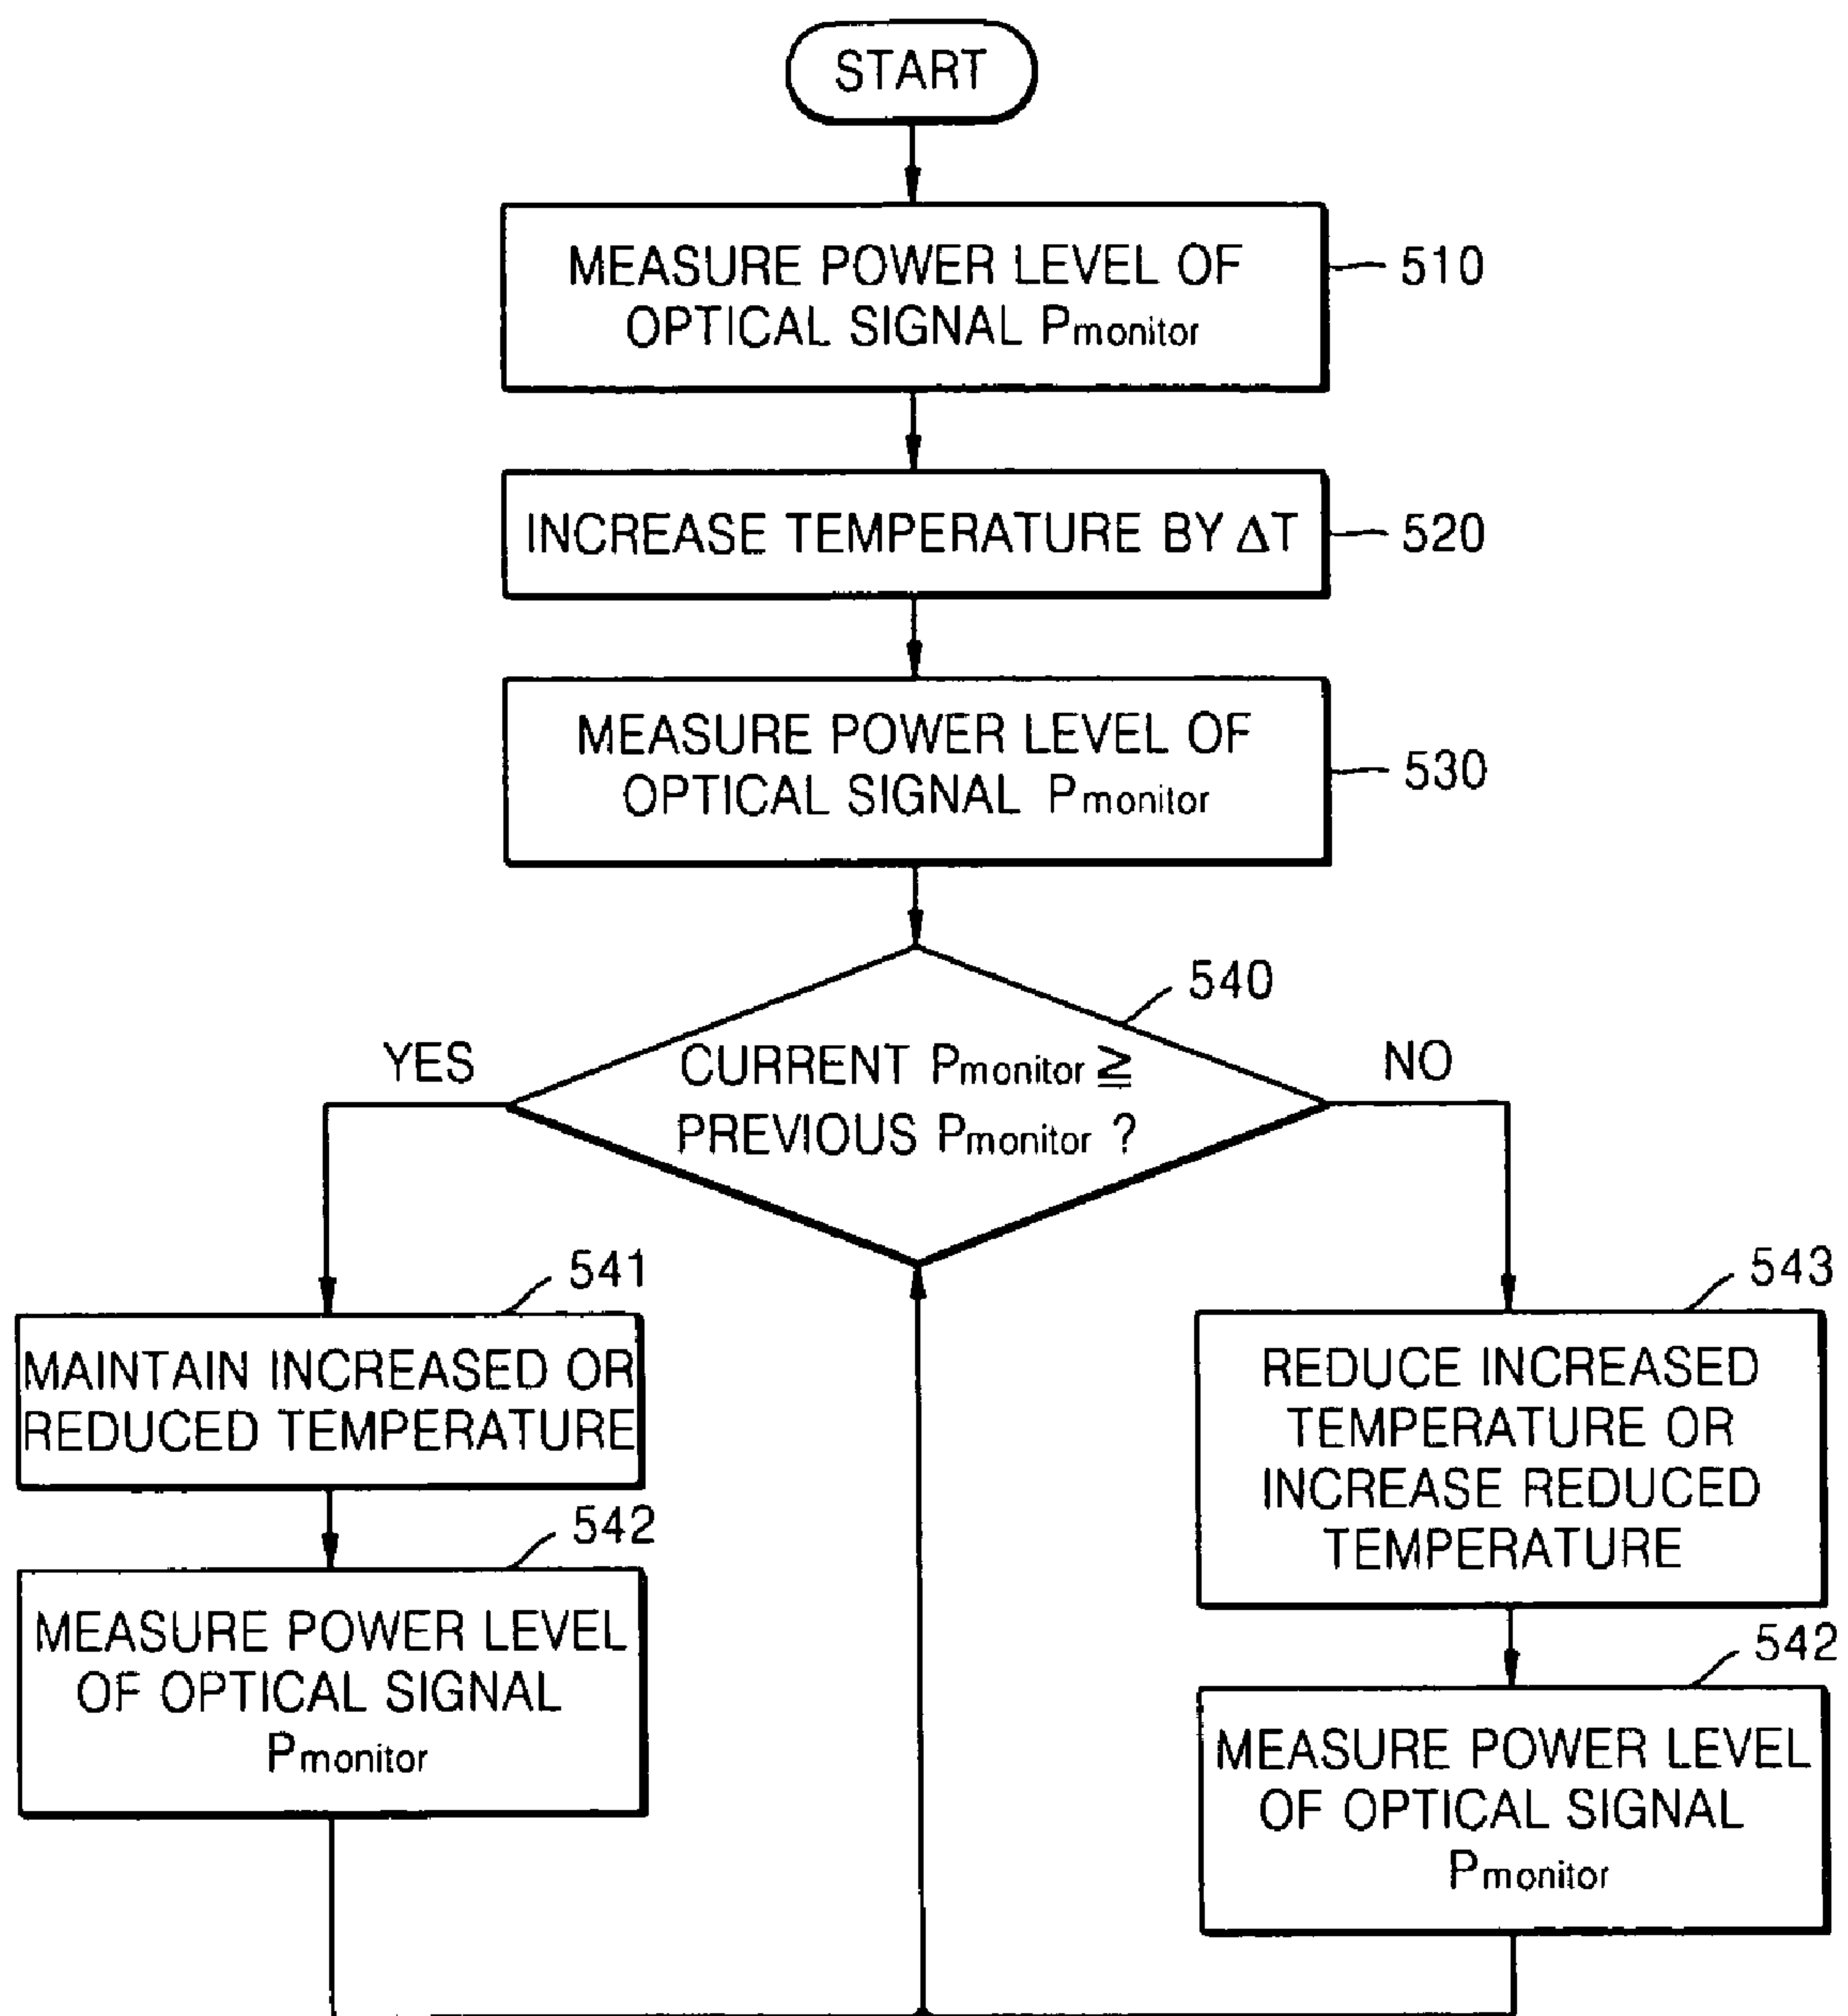 START
MEASURE POWER LEVEL OF
OPTICAL SIGNAL Pmonitor
510
INCREASE TEMPERATURE BY ΔT
520
MEASURE POWER LEVEL OF
OPTICAL SIGNAL Pmonitor
530
540
YES
CURRENT Pmonitor ≧
PREVIOUS Pmonitor ?
NO
541
MAINTAIN INCREASED OR
REDUCED TEMPERATURE
542
MEASURE POWER LEVEL
OF OPTICAL SIGNAL
Pmonitor
543
REDUCE INCREASED
TEMPERATURE OR
INCREASE REDUCED
TEMPERATURE
542
MEASURE POWER LEVEL
OF OPTICAL SIGNAL
Pmonitor